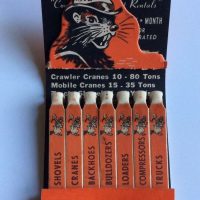 Rentals
MONTH
OR
RATED
Crawler Cranes 10 - 80 Tons
Mobile Cranes 15 - 35 Tons
SHOVELS
CRANES
BACKHOES
BULLDOZERS
LOADERS
COMPRESSORS
TRUCKS